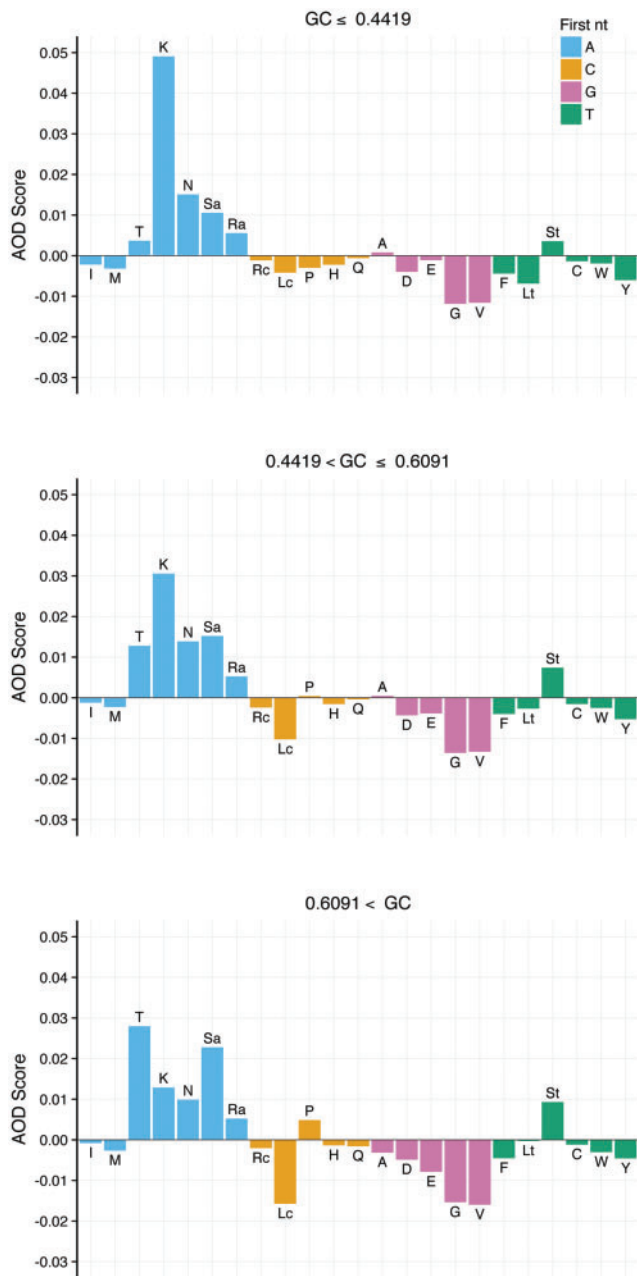 GC ≤ 0.4419
First nt
A
C
G
T
AOD Score
0.05
0.04
0.03
0.02
0.01
0.00
-0.01
-0.02
-0.03
I M T K N Sa Ra Rc Lc P H Q A D E G V F Lt St C W Y
0.4419 < GC ≤ 0.6091
AOD Score
0.05
0.04
0.03
0.02
0.01
0.00
-0.01
-0.02
-0.03
I M T K N Sa Ra Rc Lc P H Q A D E G V F Lt St C W Y
0.6091 < GC
AOD Score
0.05
0.04
0.03
0.02
0.01
0.00
-0.01
-0.02
-0.03
I M T K N Sa Ra Rc Lc P H Q A D E G V F Lt St C W Y